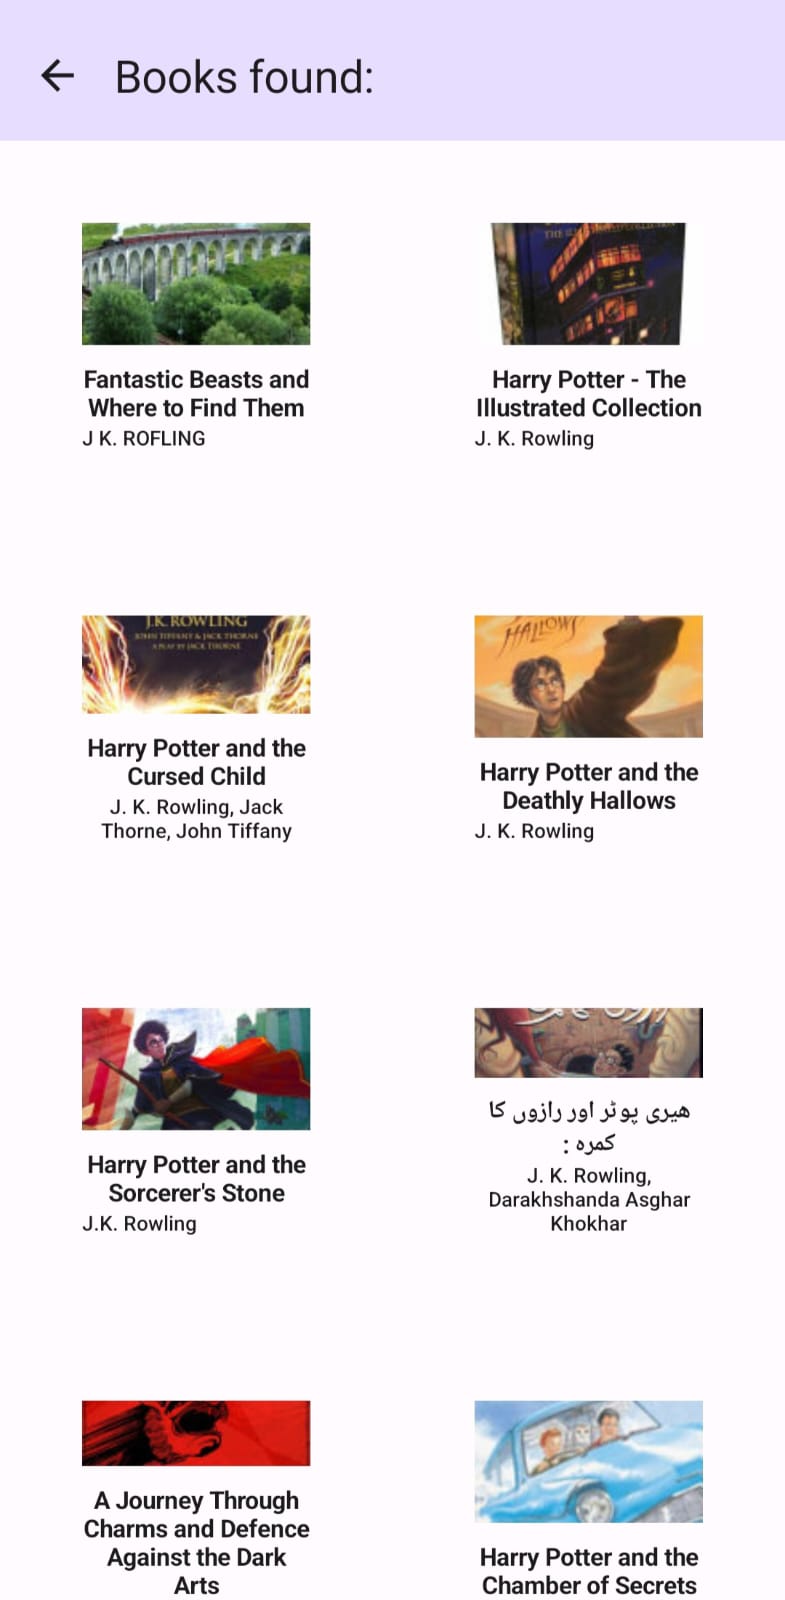 Books found:
Fantastic Beasts and
Where to Find Them
J K. ROFLING
Harry Potter - The
Illustrated Collection
J. K. Rowling
J.K. ROWLING
JOHN TIFFANY & JACK THORNE
A PLAY BY JACK THORNE
Harry Potter and the
Cursed Child
J. K. Rowling, Jack
Thorne, John Tiffany
HALLOWS
Harry Potter and the
Deathly Hallows
J. K. Rowling
Harry Potter and the
Sorcerer's Stone
J.K. Rowling
ھیری پوٹر اور رازوں کا
کمرہ :
J. K. Rowling,
Darakhshanda Asghar
Khokhar
A Journey Through
Charms and Defence
Against the Dark
Arts
Harry Potter and the
Chamber of Secrets